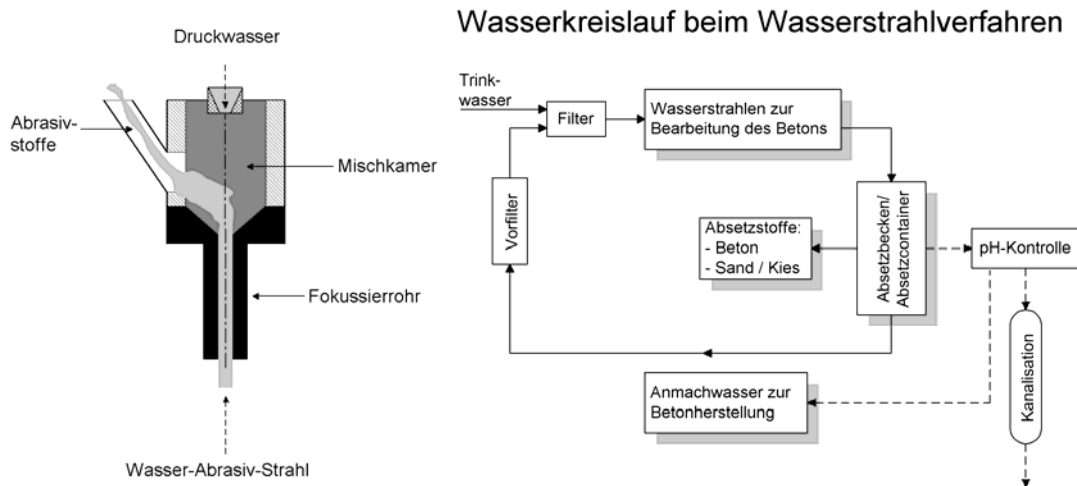 Wasserkreislauf beim Wasserstrahlverfahren
Druckwasser
Abrasiv-
stoffe
Mischkamer
Fokussierrohr
Wasser-Abrasiv-Strahl
Trink-
wasser
Filter
Wasserstrahlen zur
Bearbeitung des Betons
Vorfilter
Absetzstoffe:
- Beton
- Sand / Kies
Absetzbecken/
Absetzcontainer
pH-Kontrolle
Anmachwasser zur
Betonherstellung
Kanalisation